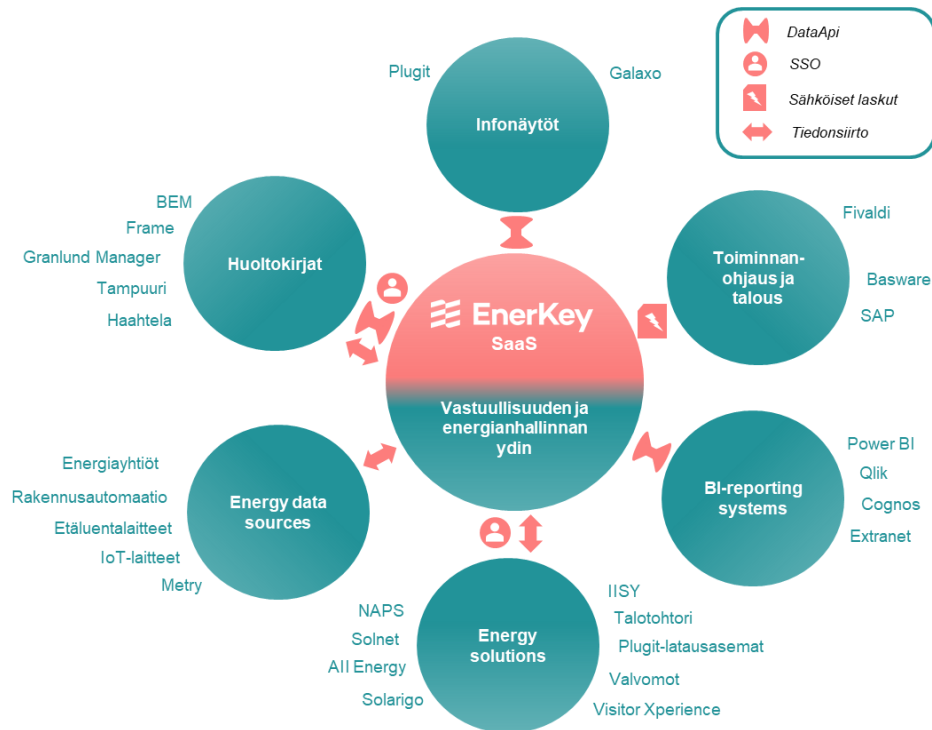 DataApi
SSO
Sähköiset laskut
Tiedonsiirto
Plugit
Galaxo
Infonäytöt
BEM
Frame
Granlund Manager
Tampuuri
Haahtela
Huoltokirjat
Fivaldi
Basware
SAP
Toiminnan-
ohjaus ja
talous
EnerKey
SaaS
Vastuullisuuden ja
energianhallinnan
ydin
Energiayhtiöt
Rakennusautomaatio
Etäluentalaitteet
IoT-laitteet
Metry
Energy data
sources
Power BI
Qlik
Cognos
Extranet
BI-reporting
systems
NAPS
Solnet
AII Energy
Solarigo
Energy
solutions
IISY
Talotohtori
Plugit-latausasemat
Valvomot
Visitor Xperience